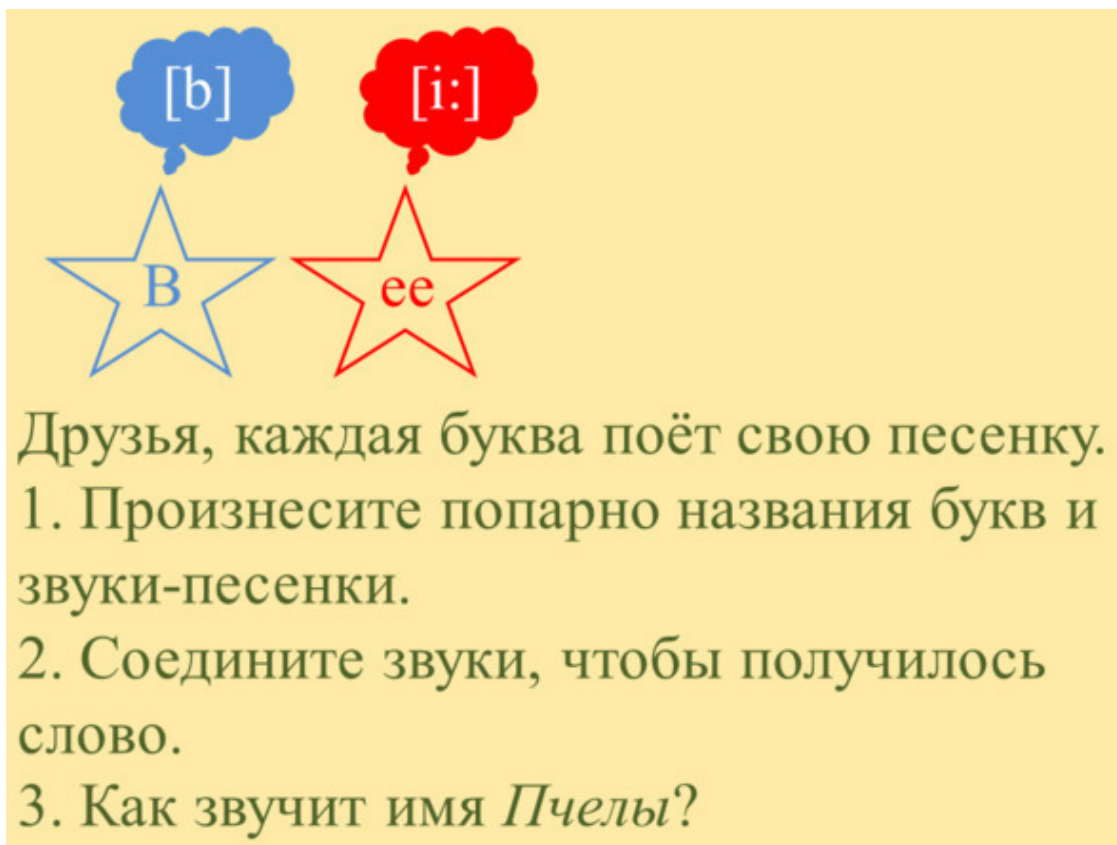 [b] [i:]
B ee
Друзья, каждая буква поёт свою песенку.
1. Произнесите попарно названия букв и
звуки-песенки.
2. Соедините звуки, чтобы получилось
слово.
3. Как звучит имя Пчелы?